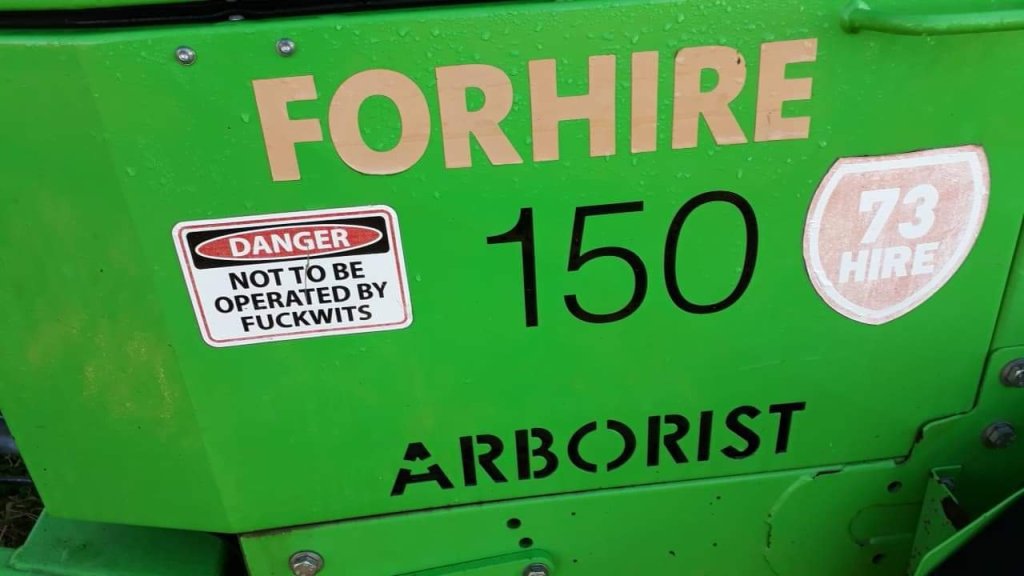 FORHIRE
DANGER
NOT TO BE
OPERATED BY
FUCKWITS
150
73
HIRE
ARBORIST